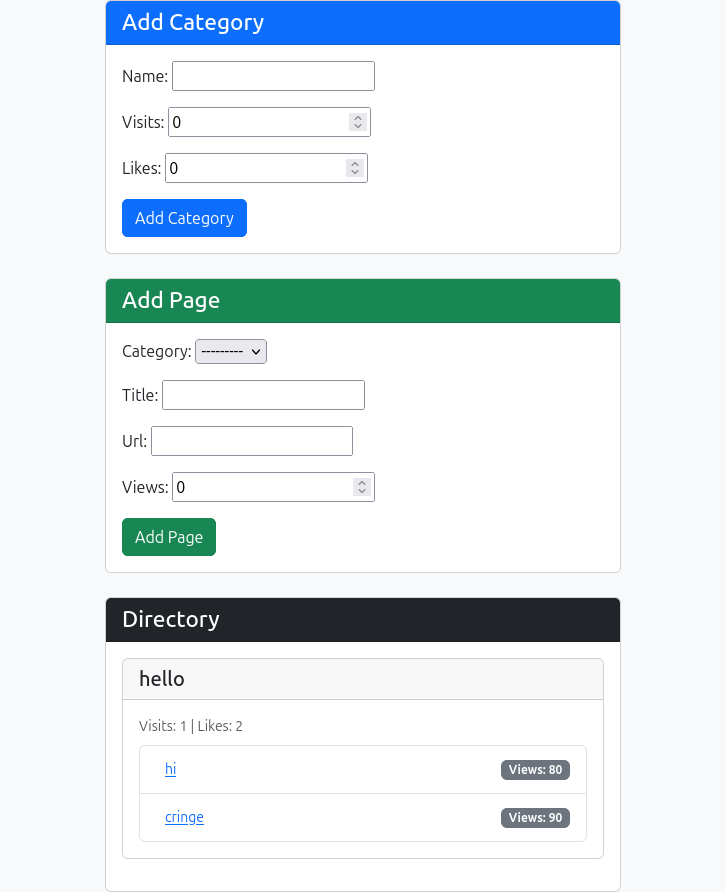 Add Category
Name:
Visits: 0
Likes: 0
Add Category
Add Page
Category: ---------
Title:
Url:
Views: 0
Add Page
Directory
hello
Visits: 1 | Likes: 2
hi Views: 80
cringe Views: 90